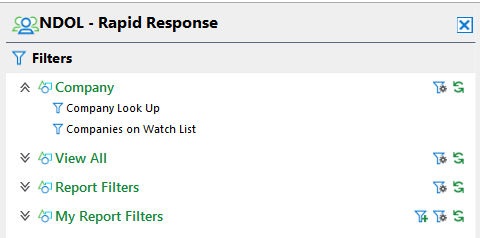 NDOL - Rapid Response
Filters
Company
Company Look Up
Companies on Watch List
View All
Report Filters
My Report Filters